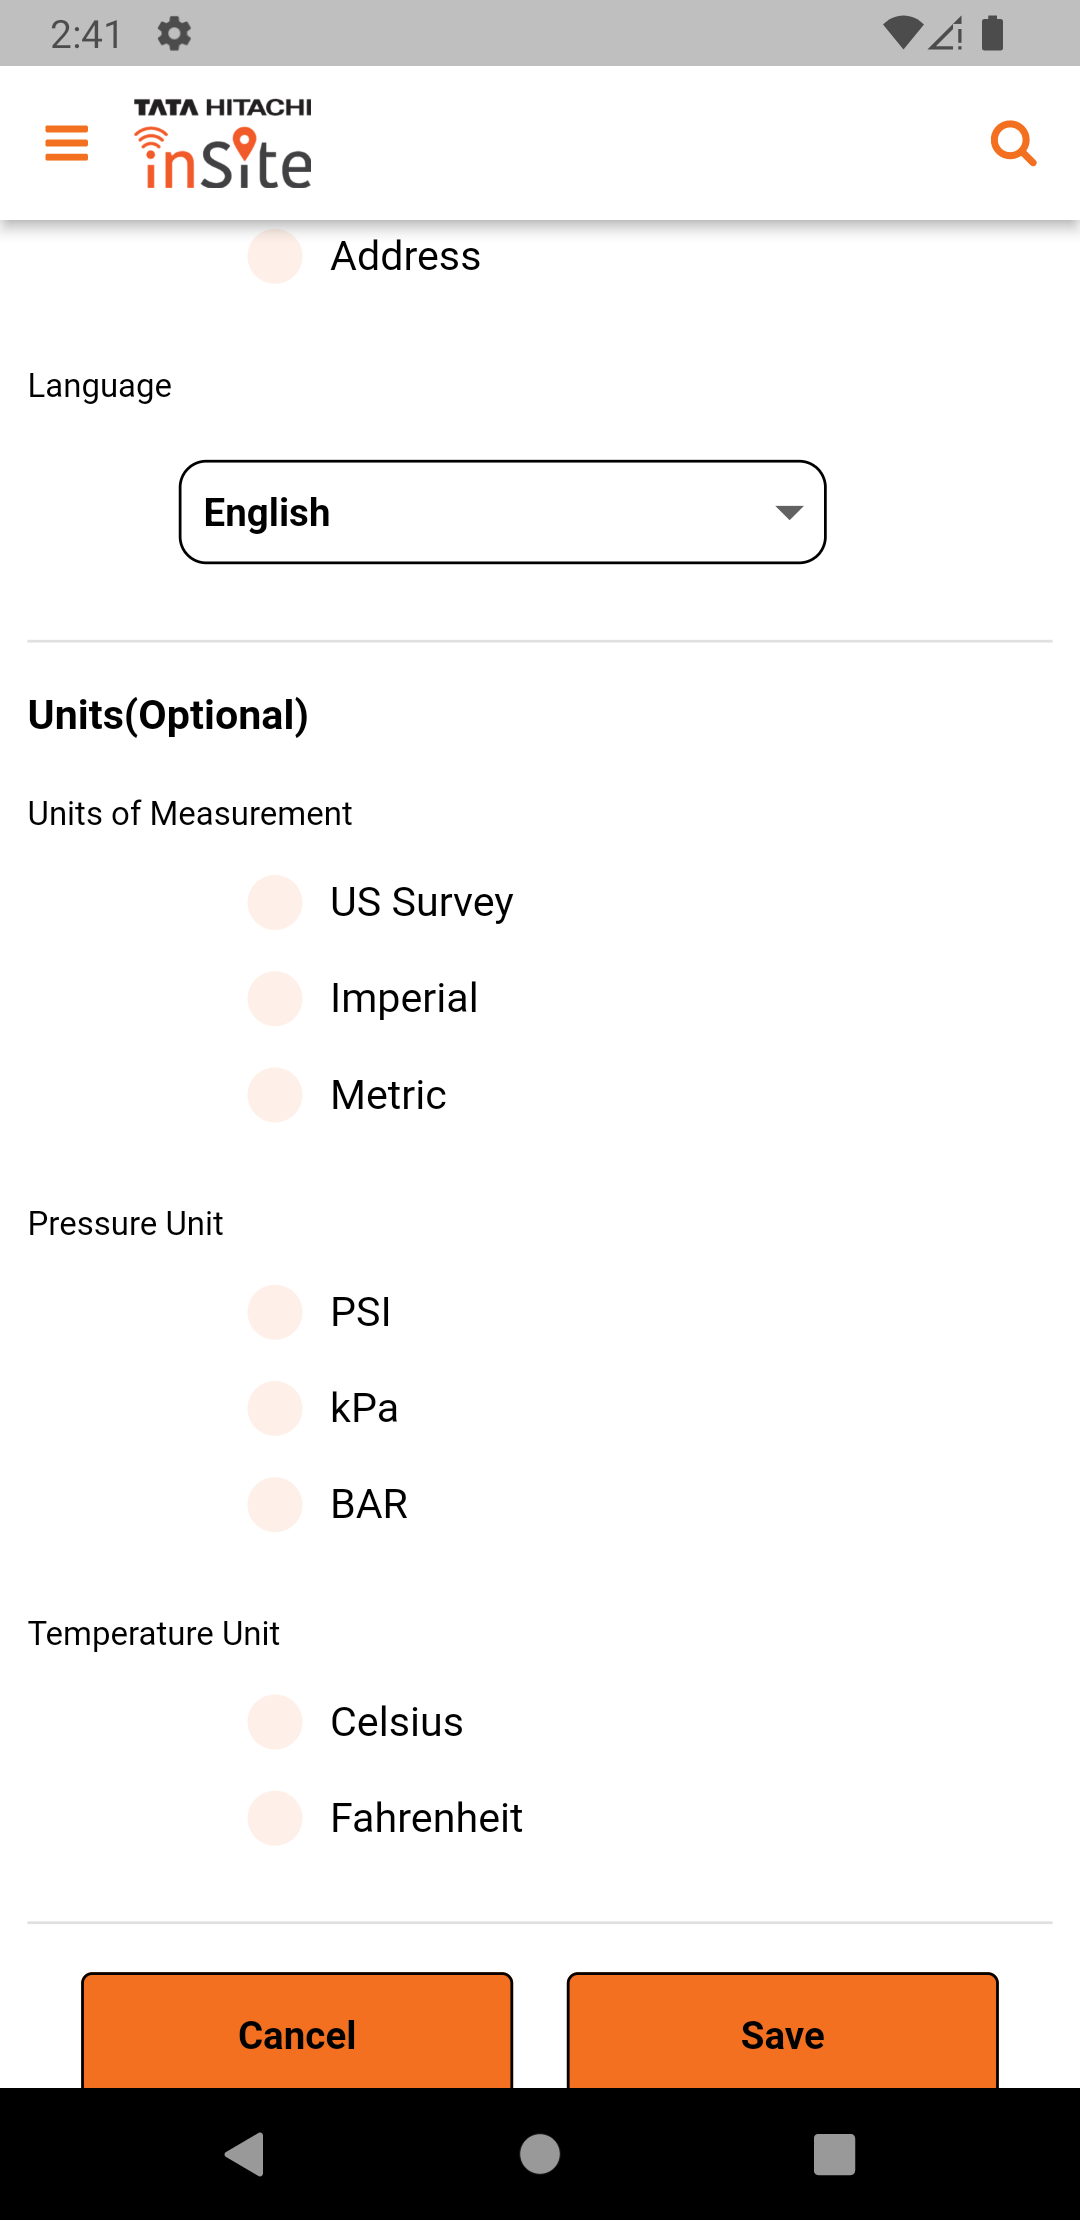 2:41
TATA HITACHI
inSite
Address
Language
English
Units(Optional)
Units of Measurement
US Survey
Imperial
Metric
Pressure Unit
PSI
kPa
BAR
Temperature Unit
Celsius
Fahrenheit
Cancel
Save